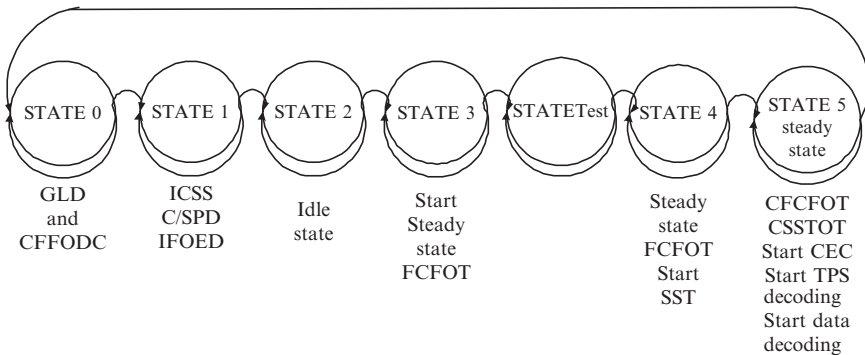 STATE 0
STATE 1
STATE 2
STATE 3
STATETest
STATE 4
STATE 5
steady
state
GLD
and
CFFODC
ICSS
C/SPD
IFOED
Idle
state
Start
Steady
state
FCFOT
Steady
state
FCFOT
Start
SST
CFCFOT
CSSTOT
Start CEC
Start TPS
decoding
Start data
decoding